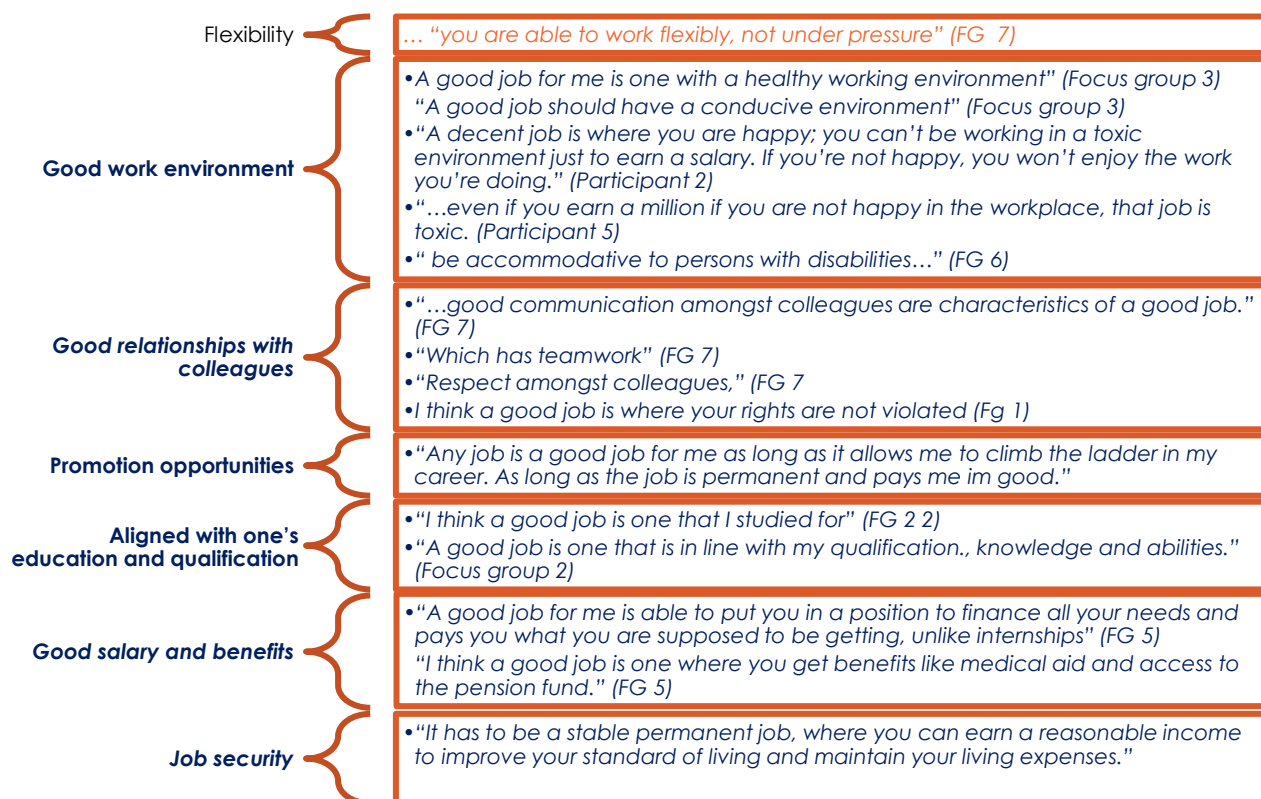 Flexibility
… “you are able to work flexibly, not under pressure” (FG  7)
Good work environment
•A good job for me is one with a healthy working environment” (Focus group 3)
“A good job should have a conducive environment” (Focus group 3)
•“A decent job is where you are happy; you can’t be working in a toxic
environment just to earn a salary. If you’re not happy, you won’t enjoy the work
you’re doing.” (Participant 2)
•“…even if you earn a million if you are not happy in the workplace, that job is
toxic. (Participant 5)
•“ be accommodative to persons with disabilities…” (FG 6)
Good relationships with
colleagues
•“…good communication amongst colleagues are characteristics of a good job.”
(FG 7)
•“Which has teamwork” (FG 7)
•“Respect amongst colleagues,” (FG 7
•I think a good job is where your rights are not violated (Fg 1)
Promotion opportunities
•“Any job is a good job for me as long as it allows me to climb the ladder in my
career. As long as the job is permanent and pays me im good.”
Aligned with one’s
education and qualification
•“I think a good job is one that I studied for” (FG 2 2)
•“A good job is one that is in line with my qualification., knowledge and abilities.”
(Focus group 2)
Good salary and benefits
•“A good job for me is able to put you in a position to finance all your needs and
pays you what you are supposed to be getting, unlike internships” (FG 5)
“I think a good job is one where you get benefits like medical aid and access to
the pension fund.” (FG 5)
Job security
•“It has to be a stable permanent job, where you can earn a reasonable income
to improve your standard of living and maintain your living expenses.”